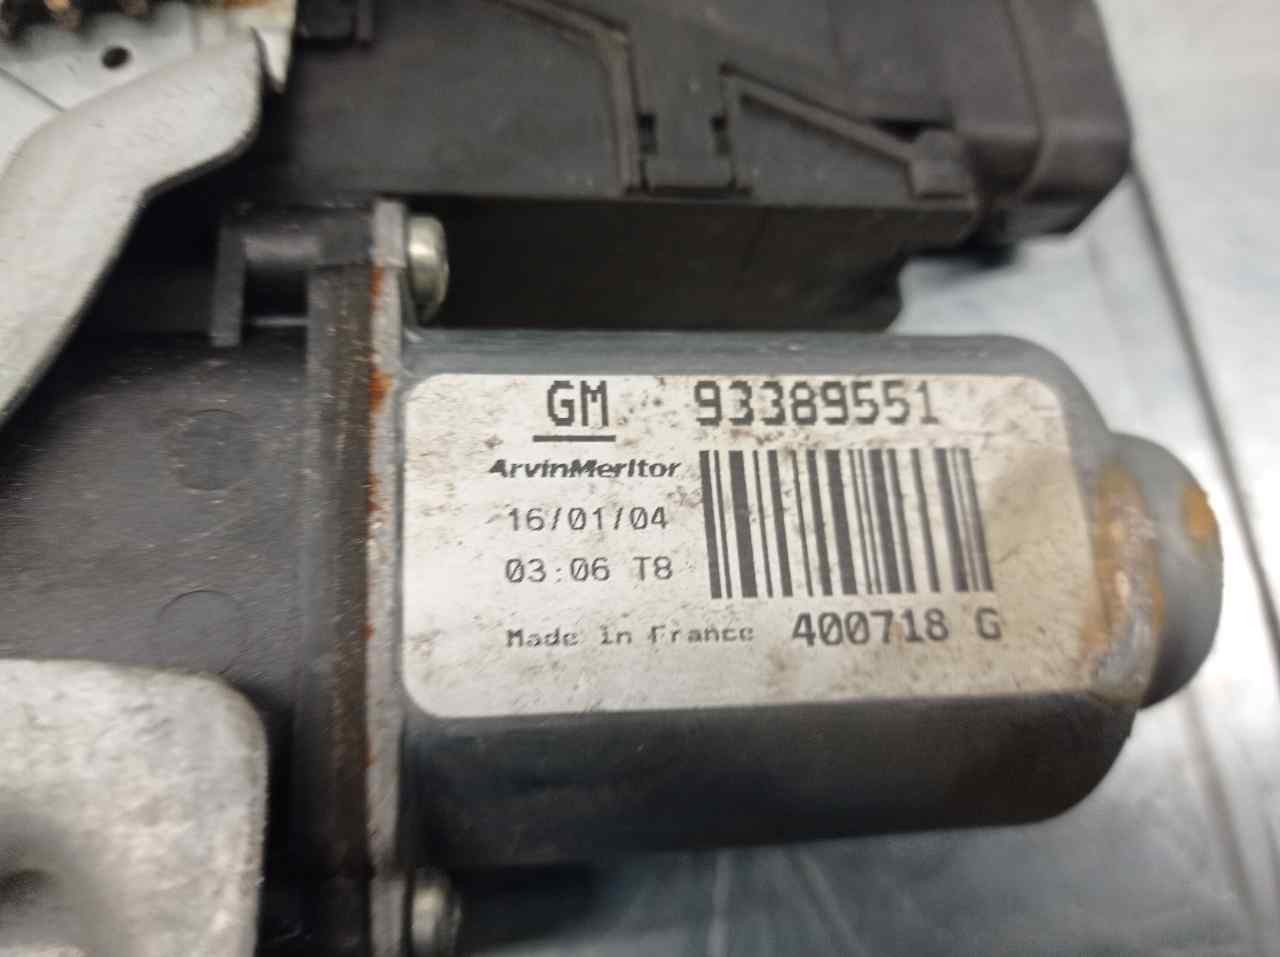 GM 93389551
ArvinMeritor
16/01/04
03:06 T8
Made in France 400718 G